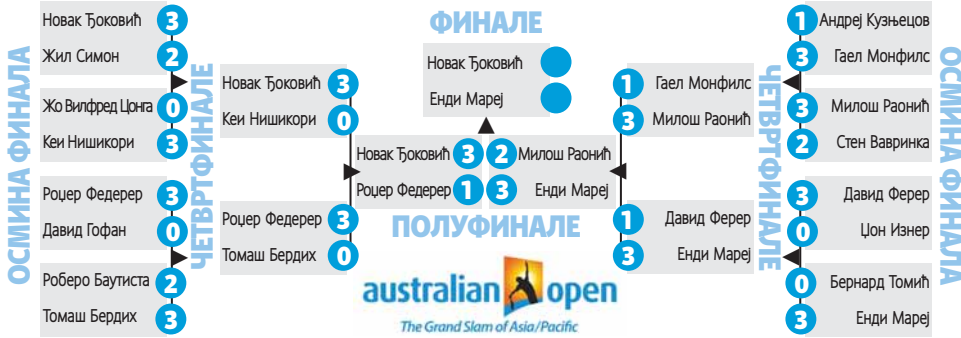 ФИНАЛЕ
Новак Ђоковић
Енди Мареј
ОСМИНА ФИНАЛА
Новак Ђоковић 3
Жил Симон 2
Жо Вилфред Цонга 0
Кеи Нишикори 3
Роџер Федерер 3
Давид Гофан 0
Роберо Баутиста 2
Томаш Бердих 3
ЧЕТВРТФИНАЛЕ
Новак Ђоковић 3
Кеи Нишикори 0
Роџер Федерер 3
Томаш Бердих 0
Новак Ђоковић 3
Роџер Федерер 1
2 Милош Раонић
3 Енди Мареј
ПОЛУФИНАЛЕ
australian open
The Grand Slam of Asia/Pacific
1 Гаел Монфилс
3 Милош Раонић
1 Давид Ферер
3 Енди Мареј
ЧЕТВРТФИНАЛЕ
1 Андреј Кузњецов
3 Гаел Монфилс
3 Милош Раонић
2 Стен Вавринка
3 Давид Ферер
0 Џон Изнер
0 Бернард Томић
3 Енди Мареј
ОСМИНА ФИНАЛА